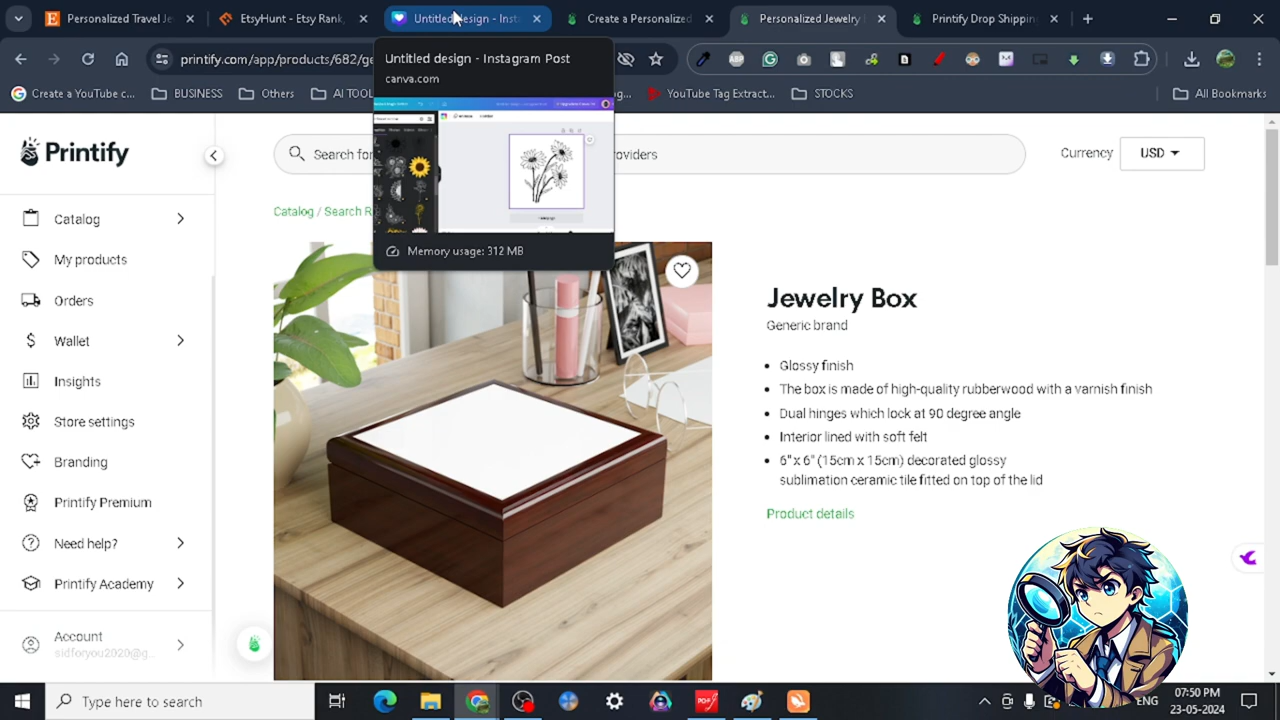 Personalized Travel Je
EtsyHunt - Etsy Rank
Untitled design - Inst
Create a Personalized
Personalized Jewelry
Printify Drop Shippin
printify.com/app/products/682/ge
ABP
Create a YouTube c...
BUSINESS
Others
AI TOO
YouTube Tag Extract...
STOCKS
All Bookmarks
Untitled design - Instagram Post
canva.com
Memory usage: 312 MB
Printify
Search for
roviders
Currency
USD
Catalog
My products
Orders
Wallet
Insights
Store settings
Branding
Printify Premium
Need help?
Printify Academy
Account
sidforyou2020@g...
Catalog / Search R
Jewelry Box
Generic brand
Glossy finish
The box is made of high-quality rubberwood with a varnish finish
Dual hinges which lock at 90 degree angle
Interior lined with soft felt
6" x 6" (15cm x 15cm) decorated glossy
sublimation ceramic tile fitted on top of the lid
Product details
Type here to search
NG
07:50 PM
23-05-2024